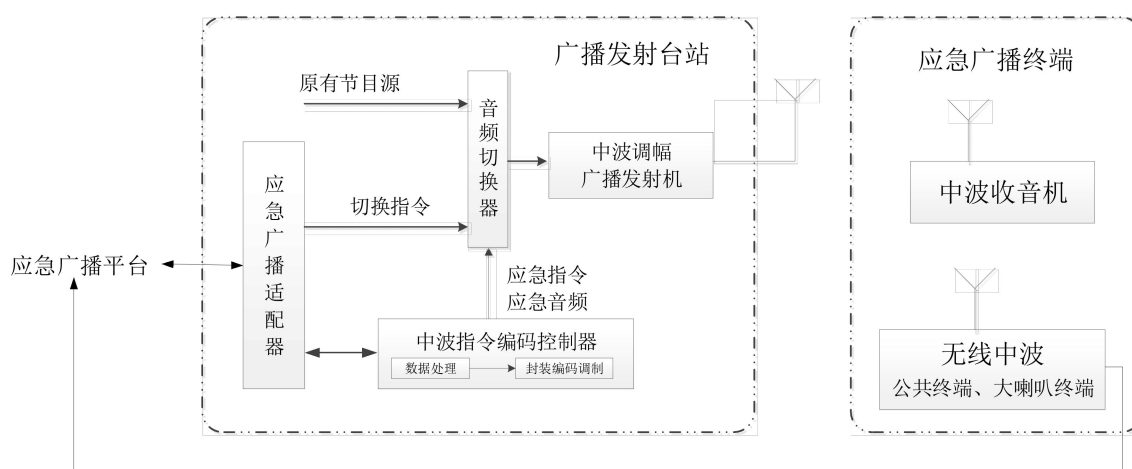 广播发射台站
应急广播终端
原有节目源
音频切换器
中波调幅
广播发射机
中波收音机
应急广播适配器
切换指令
应急广播平台
应急指令
应急音频
中波指令编码控制器
数据处理
封装编码调制
无线中波
公共终端、大喇叭终端